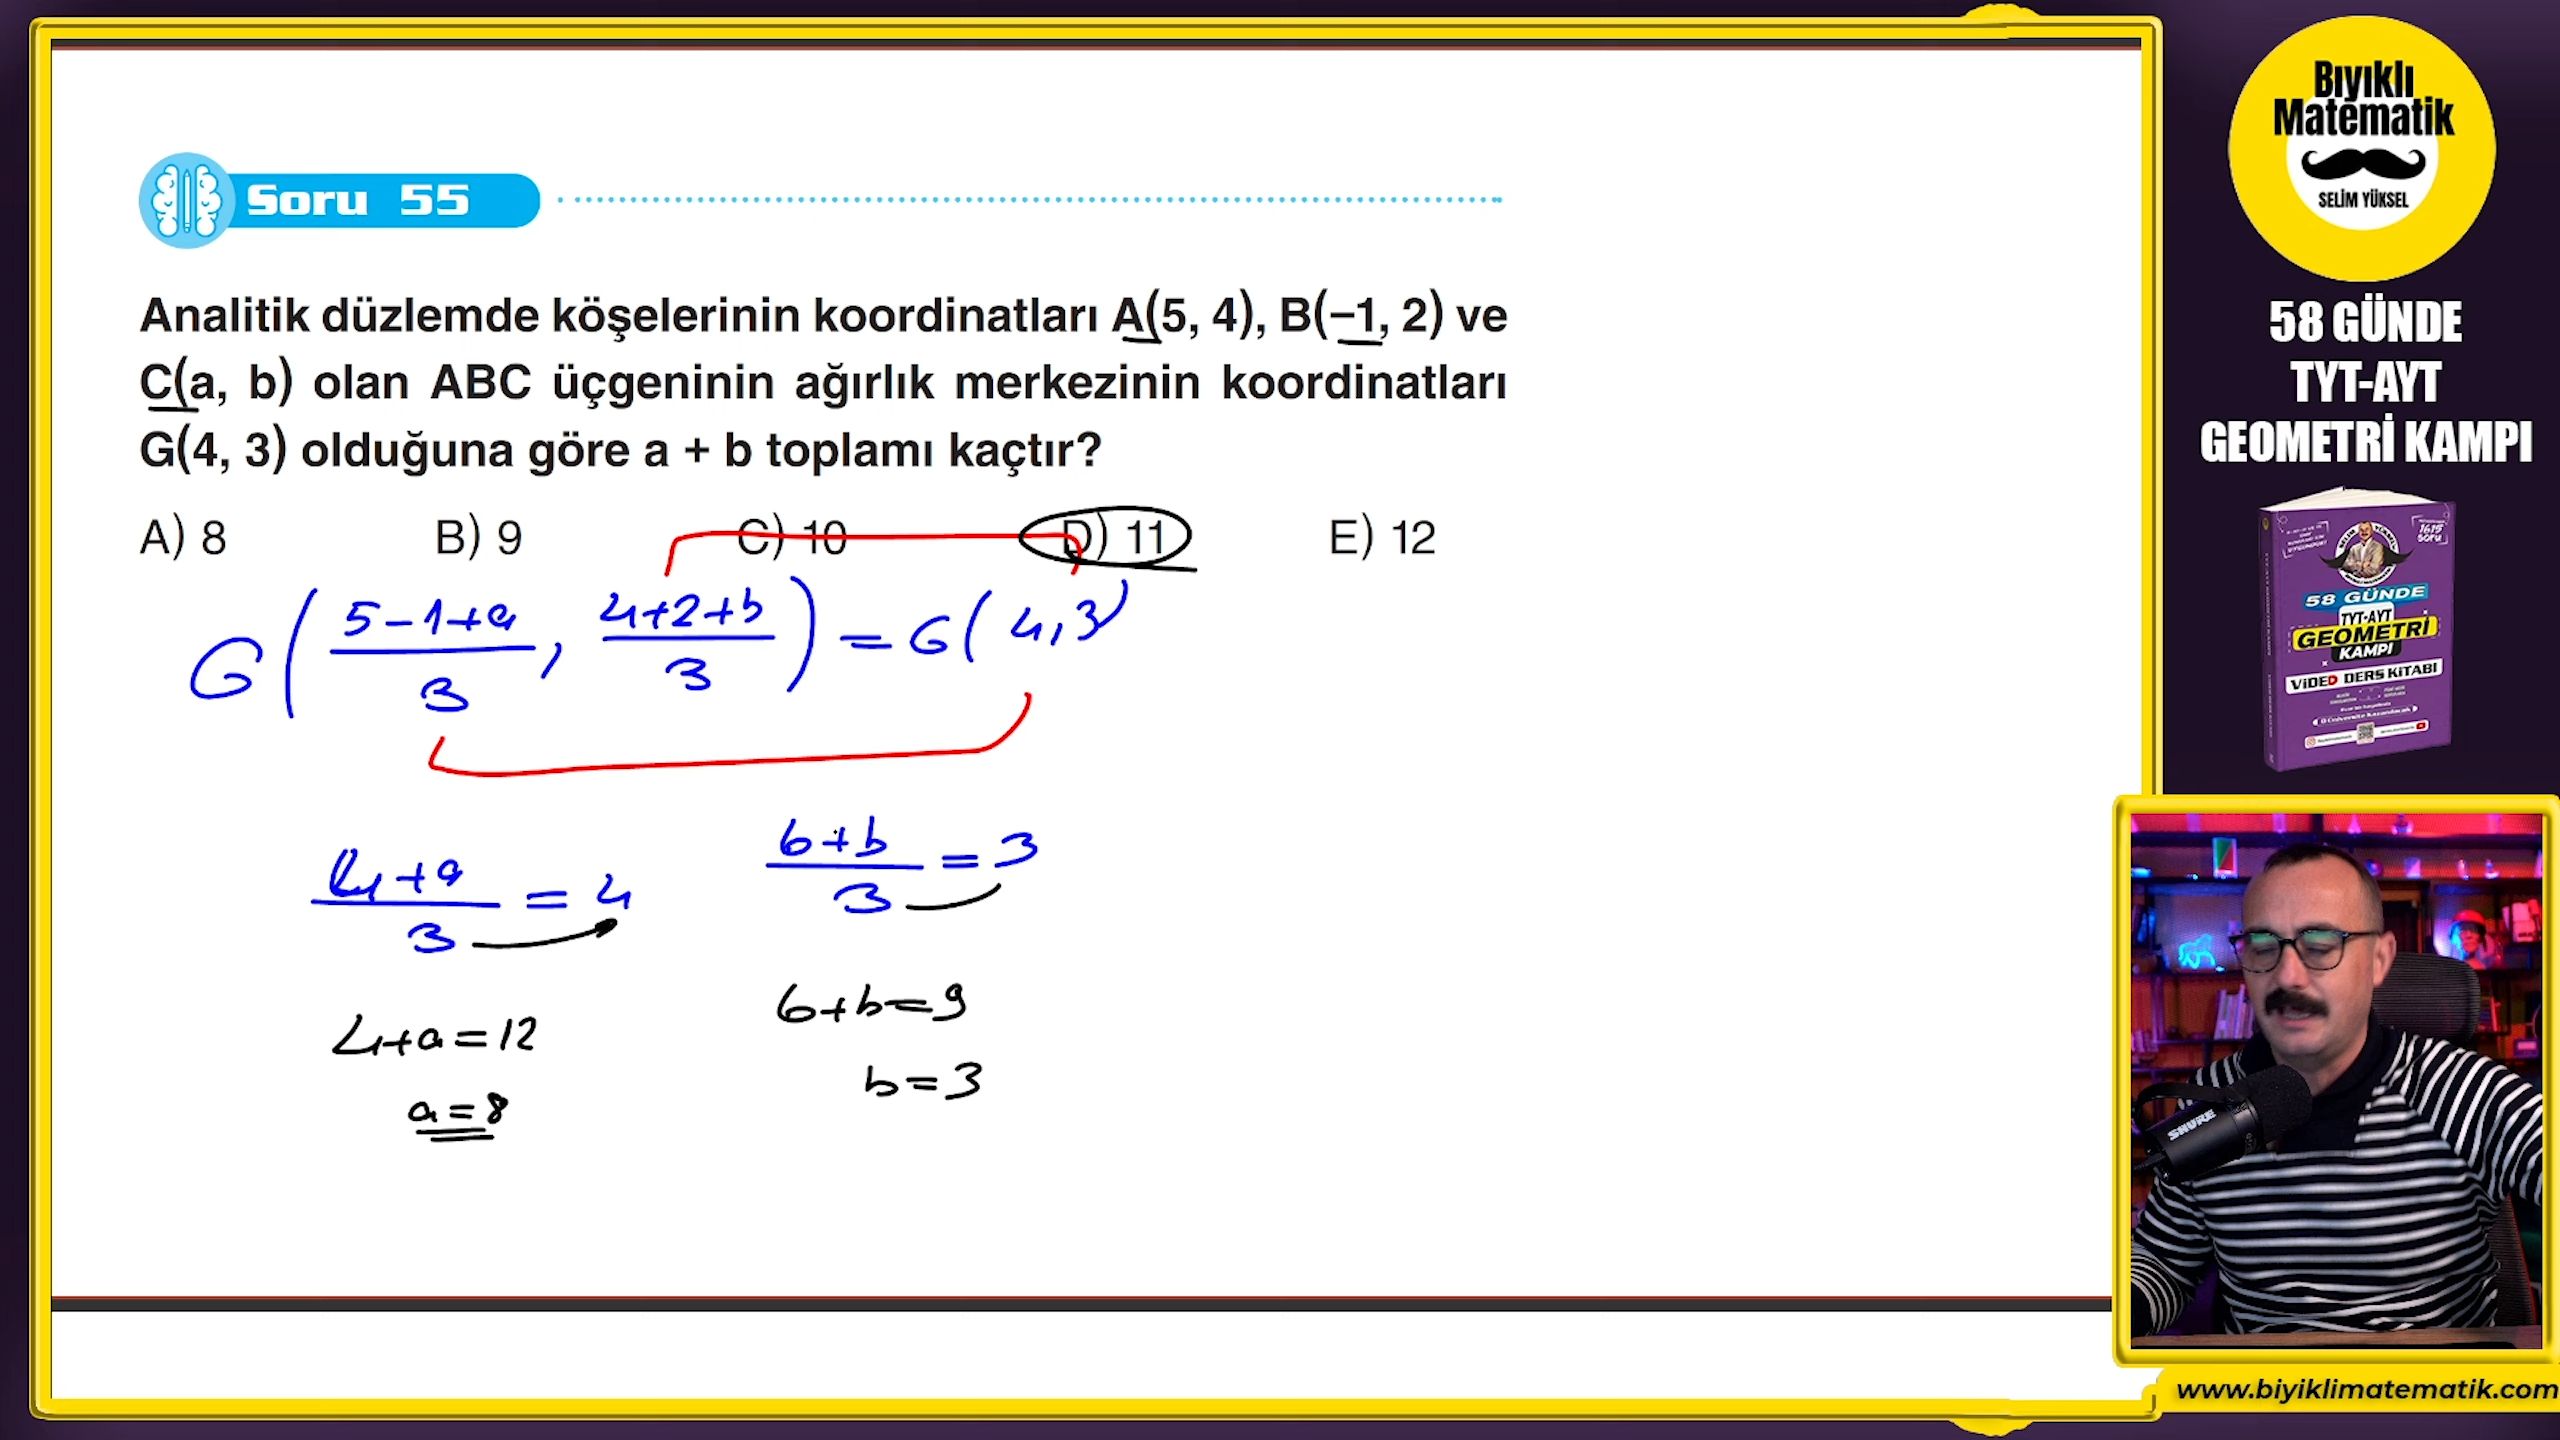 Soru 55
Analitik düzlemde köşelerinin koordinatları A(5, 4), B(–1, 2) ve
C(a, b) olan ABC üçgeninin ağırlık merkezinin koordinatları
G(4, 3) olduğuna göre a + b toplamı kaçtır?
A) 8 B) 9 C) 10 D) 11 E) 12
G(5-1+a/3, 4+2+b/3) = G(4,3)
4+a/3 = 4
6+b/3 = 3
4+a=12
a=8
6+b=9
b=3
Bıyıklı
Matematik
SELİM YÜKSEL
58 GÜNDE
TYT-AYT
GEOMETRİ KAMPI
1615
SORU
58 GÜNDE
TYT-AYT
GEOMETRİ
KAMPI
VİDEO DERS KİTABI
SHURE
www.biyiklimatematik.com